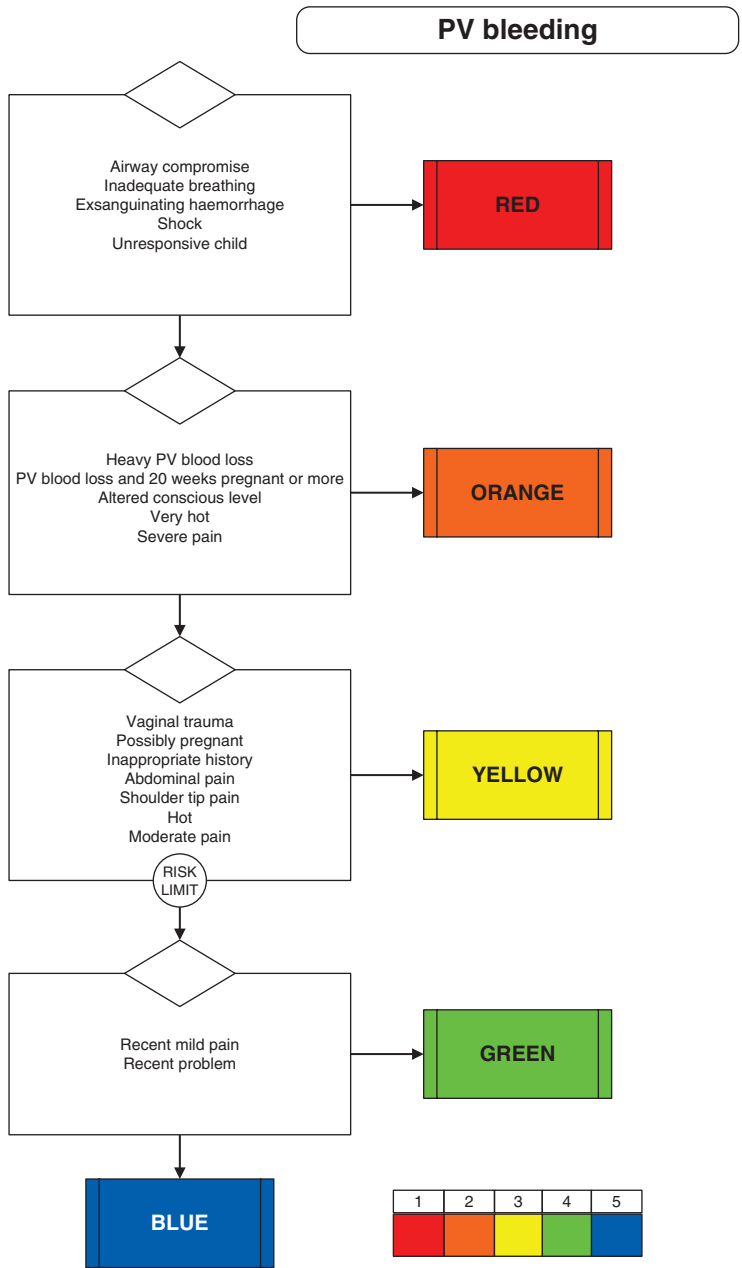 PV bleeding
Airway compromise
Inadequate breathing
Exsanguinating haemorrhage
Shock
Unresponsive child
RED
Heavy PV blood loss
PV blood loss and 20 weeks pregnant or more
Altered conscious level
Very hot
Severe pain
ORANGE
Vaginal trauma
Possibly pregnant
Inappropriate history
Abdominal pain
Shoulder tip pain
Hot
Moderate pain
YELLOW
RISK
LIMIT
Recent mild pain
Recent problem
GREEN
BLUE
1 2 3 4 5